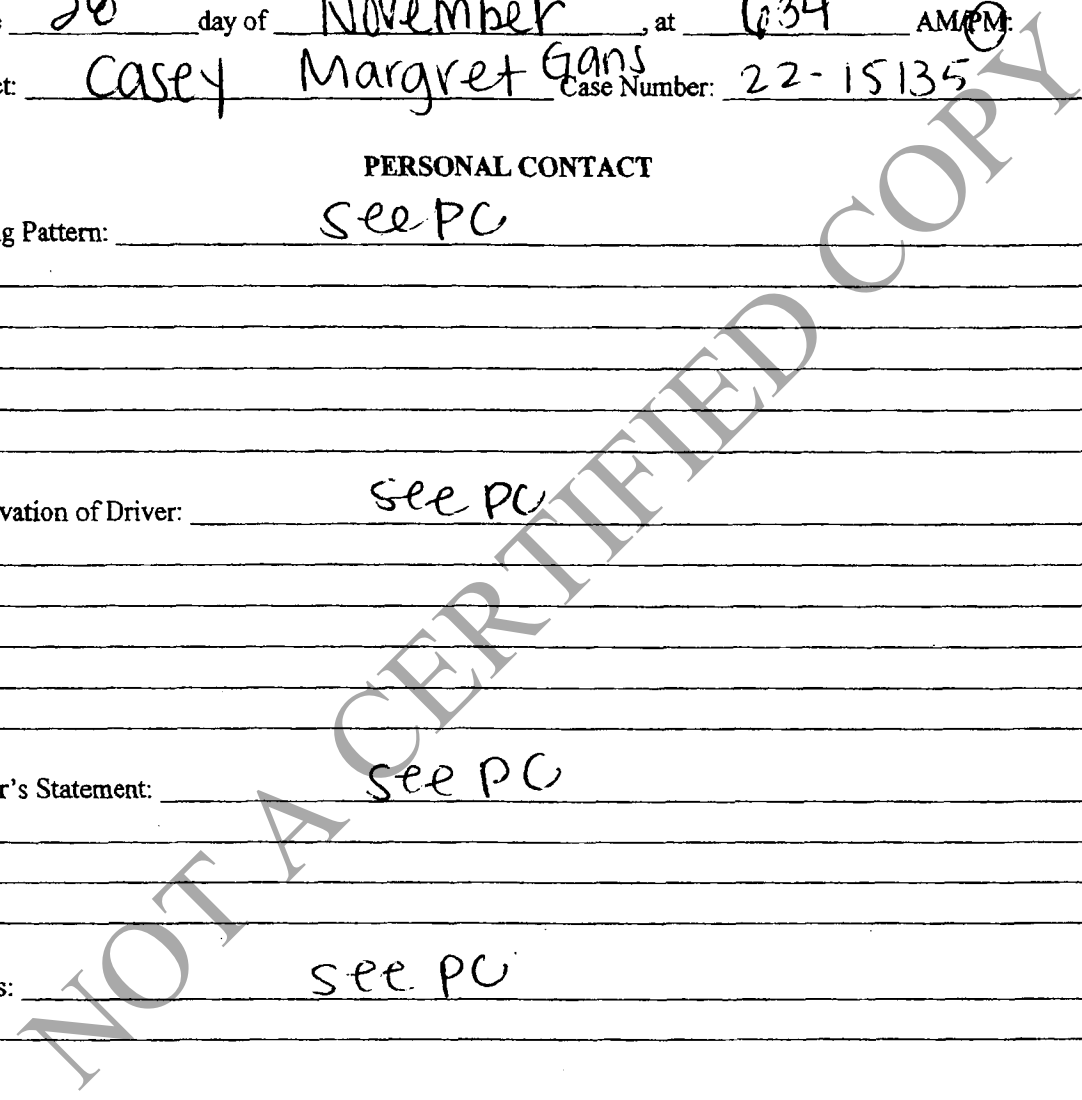 day of November, at AM/PM:
et: Casey Margret Gans Case Number: 22-15135
PERSONAL CONTACT
g Pattern: See PC
vation of Driver: See PC
r's Statement: See PC
s: See PC
NOT A CERTIFIED COPY